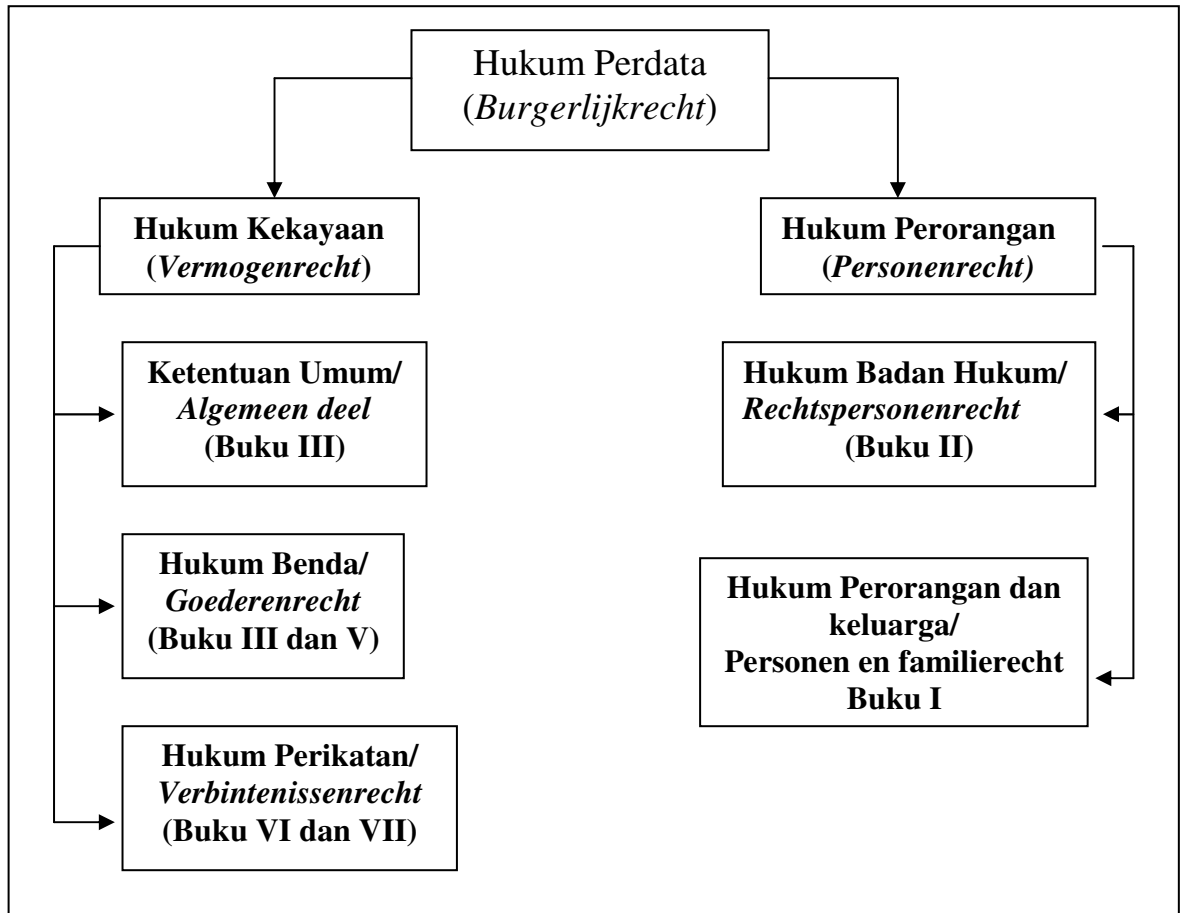 Hukum Perdata
(Burgerlijkrecht)
Hukum Kekayaan
(Vermogenrecht)
Hukum Perorangan
(Personenrecht)
Ketentuan Umum/
Algemeen deel
(Buku III)
Hukum Badan Hukum/
Rechtspersonenrecht
(Buku II)
Hukum Benda/
Goederenrecht
(Buku III dan V)
Hukum Perorangan dan
keluarga/
Personen en familierecht
Buku I
Hukum Perikatan/
Verbintenissenrecht
(Buku VI dan VII)